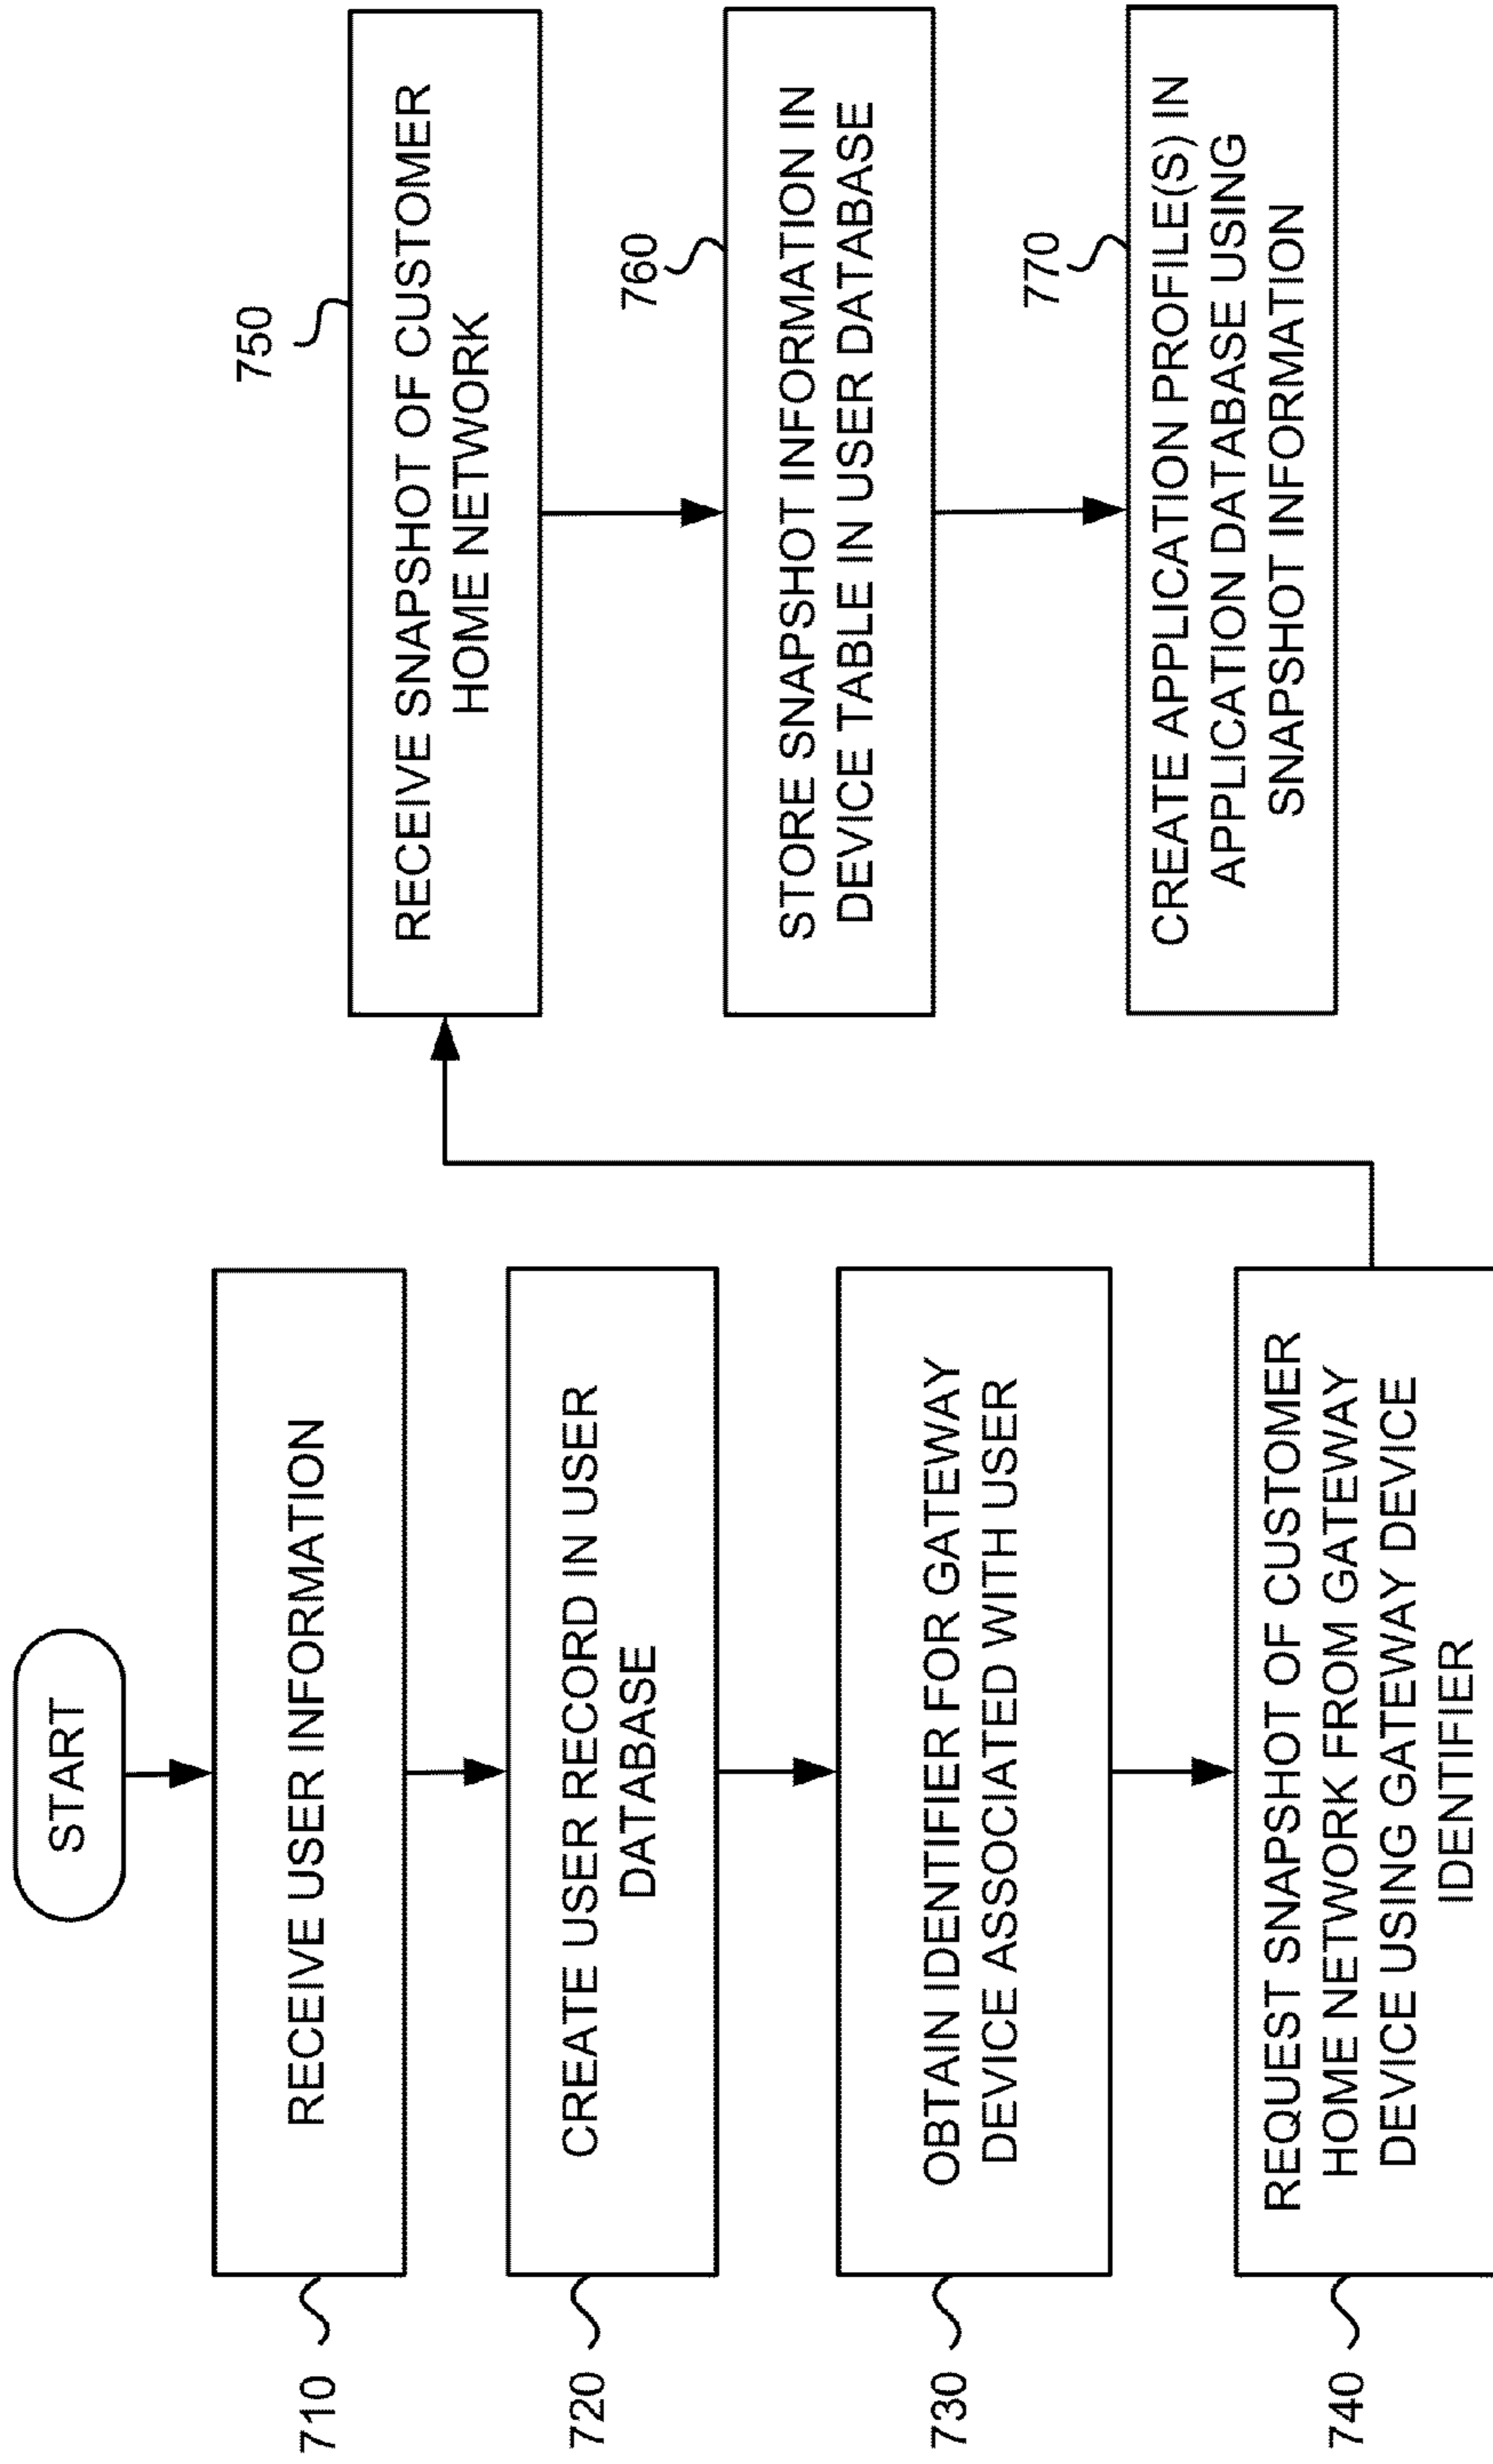 START
710
RECEIVE USER INFORMATION
720
CREATE USER RECORD IN USER
DATABASE
730
OBTAIN IDENTIFIER FOR GATEWAY
DEVICE ASSOCIATED WITH USER
740
REQUEST SNAPSHOT OF CUSTOMER
HOME NETWORK FROM GATEWAY
DEVICE USING GATEWAY DEVICE
IDENTIFIER
750
RECEIVE SNAPSHOT OF CUSTOMER
HOME NETWORK
760
STORE SNAPSHOT INFORMATION IN
DEVICE TABLE IN USER DATABASE
770
CREATE APPLICATION PROFILE(S) IN
APPLICATION DATABASE USING
SNAPSHOT INFORMATION